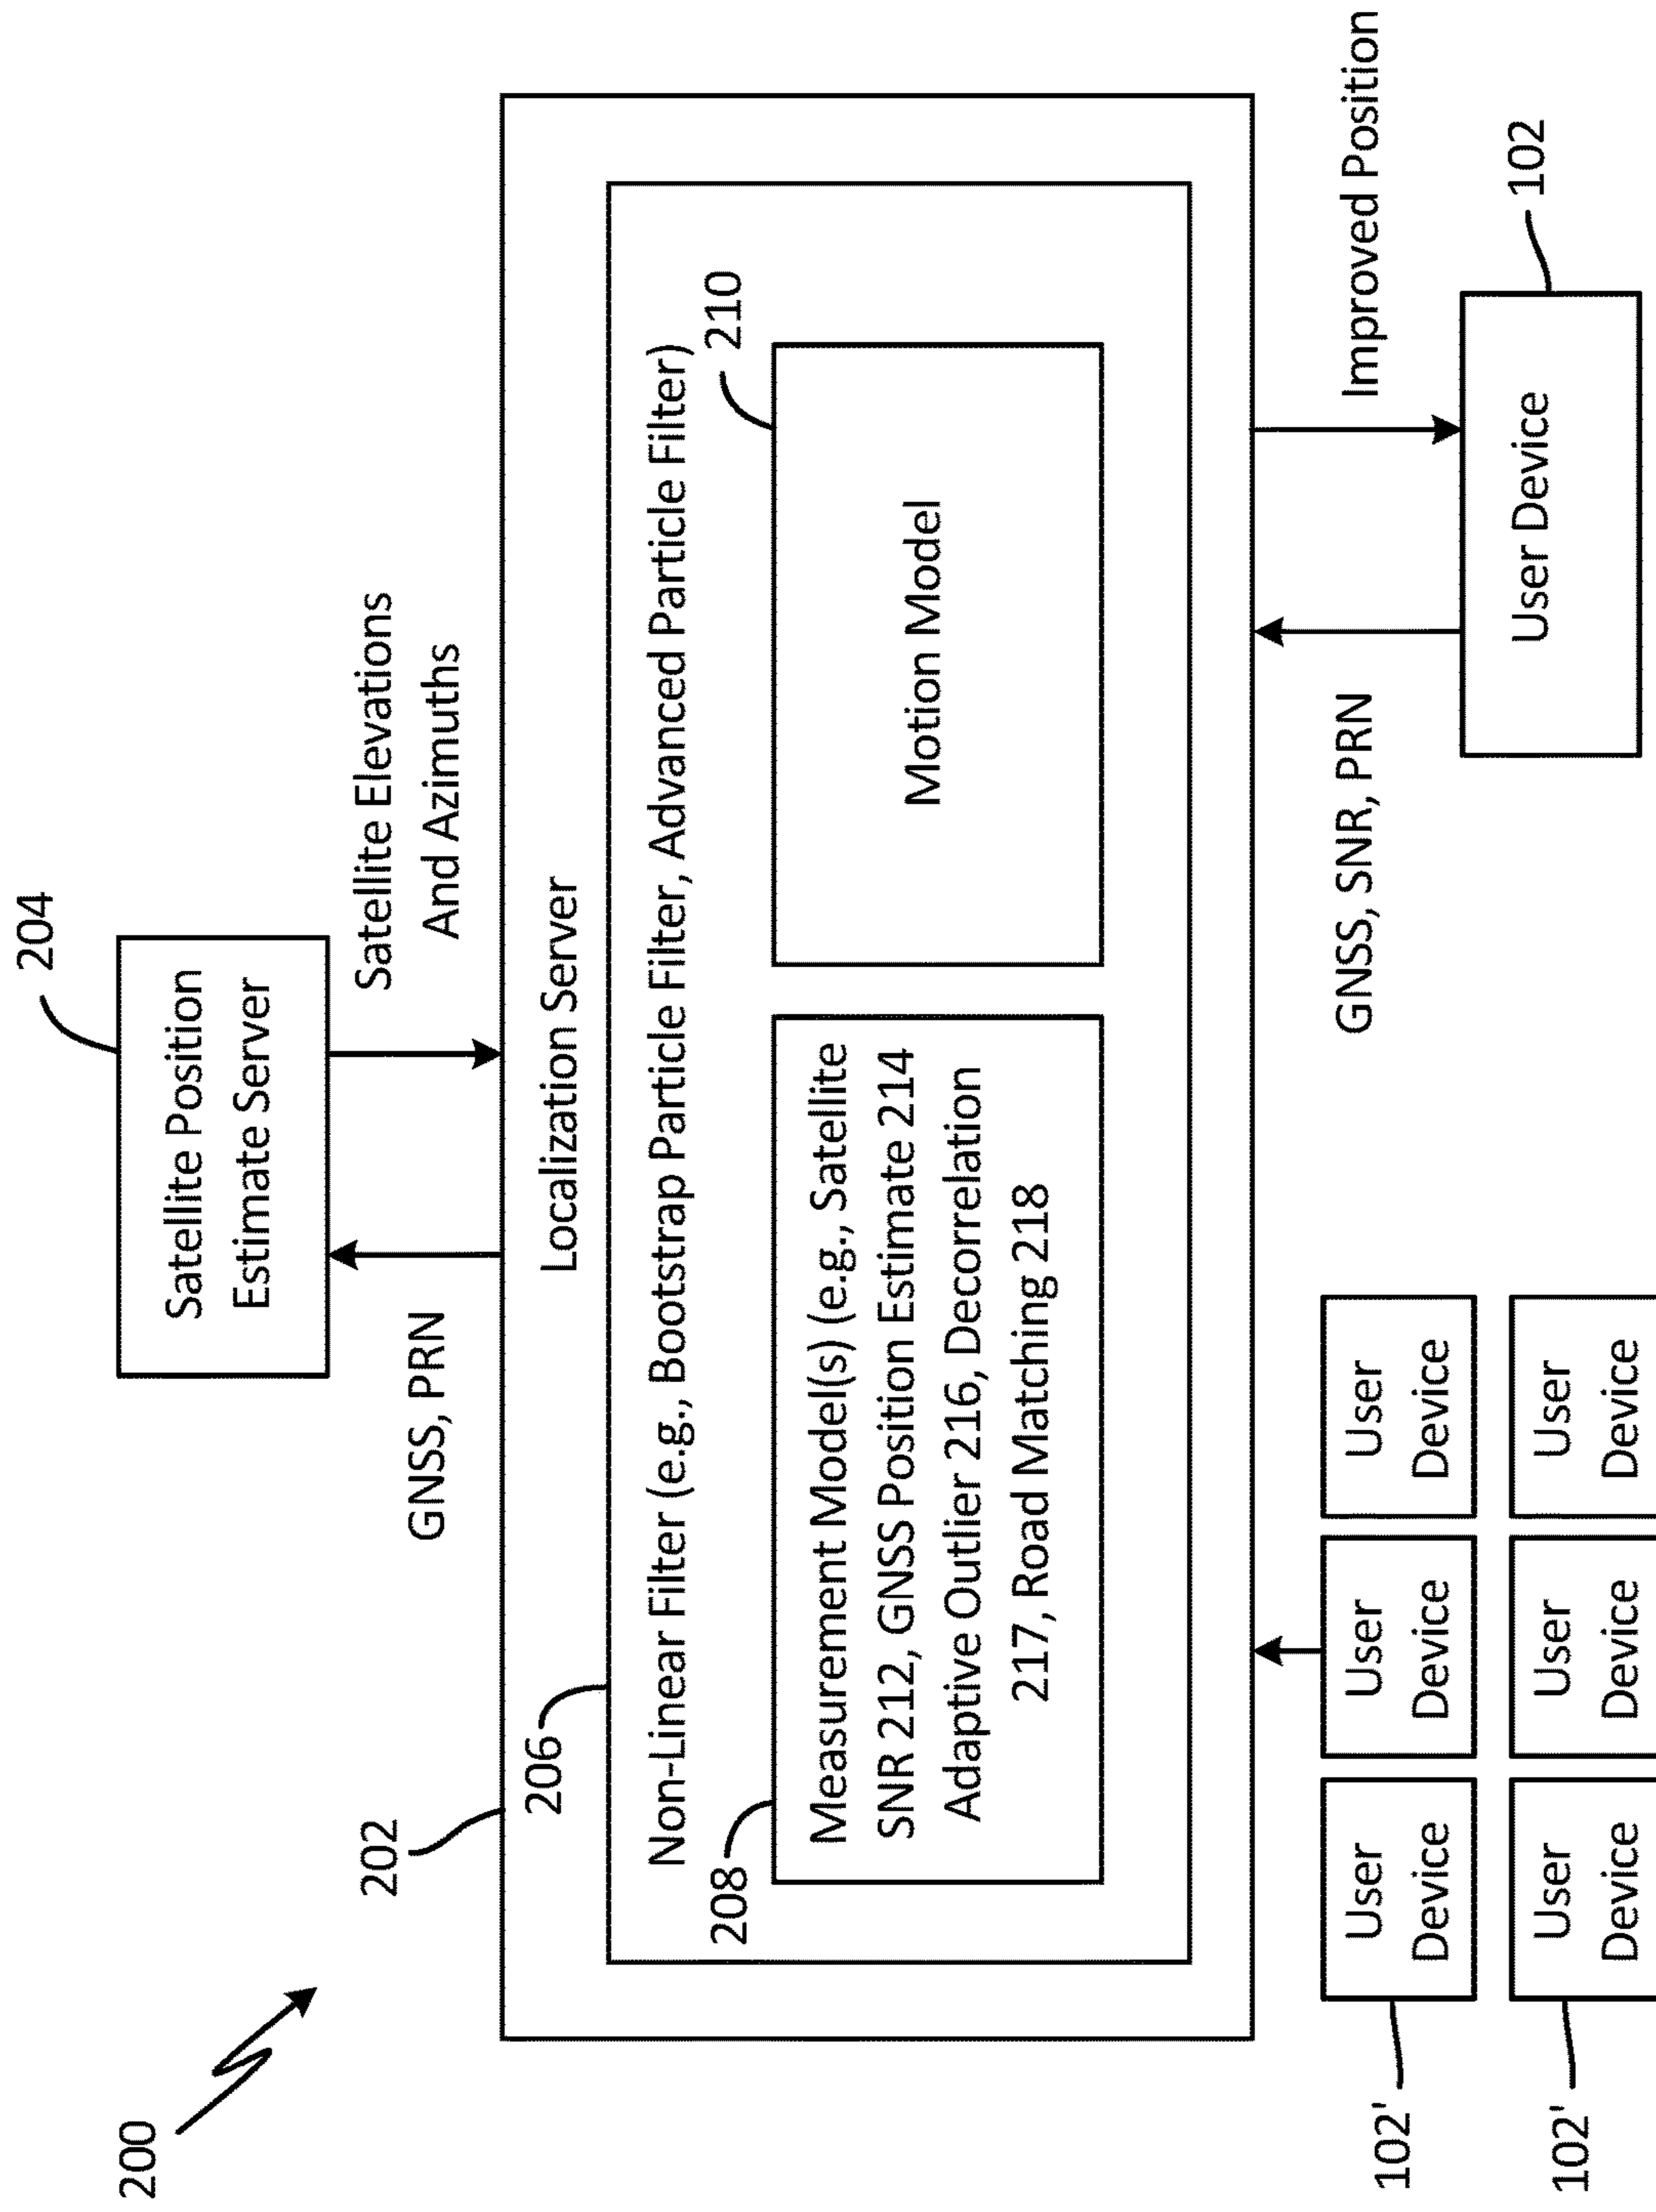 200
204
Satellite Position
Estimate Server
GNSS, PRN
Satellite Elevations
And Azimuths
202
Localization Server
206
Non-Linear Filter (e.g., Bootstrap Particle Filter, Advanced Particle Filter)
208
Measurement Model(s) (e.g., Satellite
SNR 212, GNSS Position Estimate 214
Adaptive Outlier 216, Decorrelation
217, Road Matching 218
210
Motion Model
GNSS, SNR, PRN
Improved Position
User Device
102
102'
User
Device
User
Device
User
Device
102'
User
Device
User
Device
User
Device